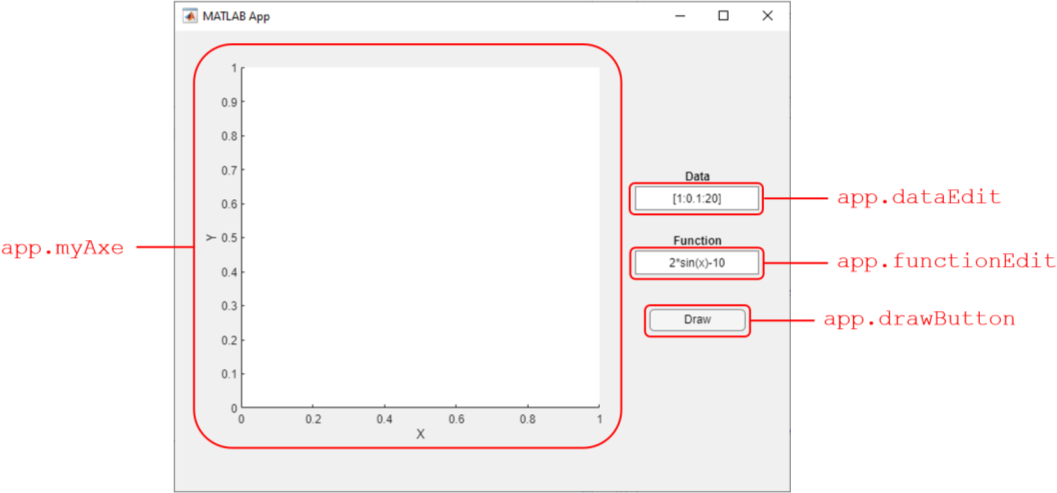 MATLAB App
1
0.9
0.8
0.7
Data
[1:0.1:20]
app.dataEdit
0.6
app.myAxe
Y
0.5
Function
2*sin(x)-10
app.functionEdit
0.4
0.3
Draw
app.drawButton
0.2
0.1
0
0 0.2 0.4 0.6 0.8 1
X